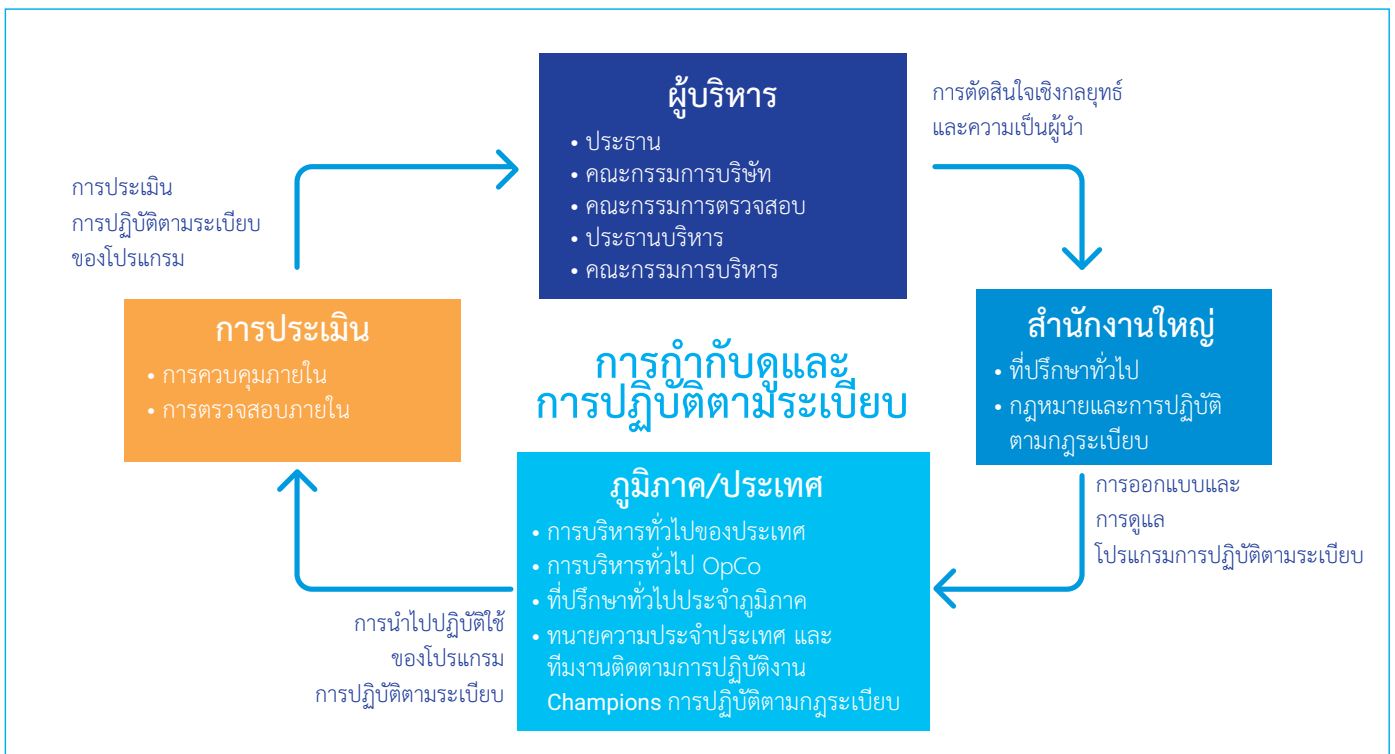 ผู้บริหาร
• ประธาน
• คณะกรรมการบริษัท
• คณะกรรมการตรวจสอบ
• ประธานบริหาร
• คณะกรรมการบริหาร
การตัดสินใจเชิงกลยุทธ์
และความเป็นผู้นำ
สำนักงานใหญ่
• ที่ปรึกษาทั่วไป
• กฎหมายและการปฏิบัติ
ตามกฎระเบียบ
การออกแบบและ
การดูแล
โปรแกรมการปฏิบัติตามระเบียบ
การกำกับดูและ
การปฏิบัติตามระเบียบ
ภูมิภาค/ประเทศ
• การบริหารทั่วไปของประเทศ
• การบริหารทั่วไป OpCo
• ที่ปรึกษาทั่วไปประจำภูมิภาค
• ทนายความประจำประเทศ และ
ทีมงานติดตามการปฏิบัติงาน
Champions การปฏิบัติตามกฎระเบียบ
การนำไปปฏิบัติใช้
ของโปรแกรม
การปฏิบัติตามระเบียบ
การประเมิน
• การควบคุมภายใน
• การตรวจสอบภายใน
การประเมิน
การปฏิบัติตามระเบียบ
ของโปรแกรม